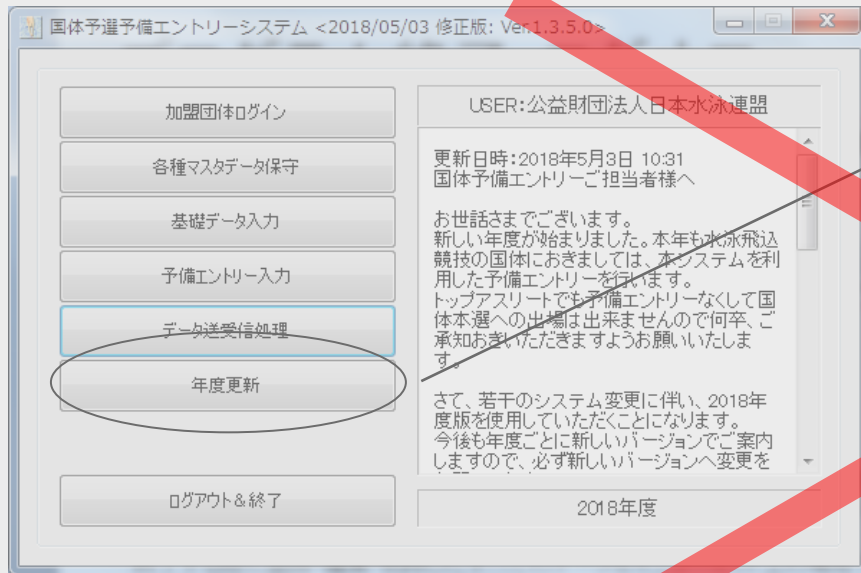 国体予選予備エントリーシステム <2018/05/03 修正版: Ver.1.3.5.0>
加盟団体ログイン
各種マスタデータ保守
基礎データ入力
予備エントリー入力
データ送受信処理
年度更新
ログアウト&終了
USER:公益財団法人日本水泳連盟
更新日時:2018年5月3日 10:31
国体予備エントリーご担当者様へ
お世話さまでございます。
新しい年度が始まりました。本年も水泳飛込
競技の国体におきましては、本システムを利
用した予備エントリーを行います。
トップアスリートでも予備エントリーなくして国
体本選への出場は出来ませんので何卒、ご
承知おきいただきますようお願いいたしま
す。
さて、若干のシステム変更に伴い、2018年
度版を使用していただくことになります。
今後も年度ごとに新しいバージョンでご案内
しますので、必ず新しいバージョンへ変更を
2018年度